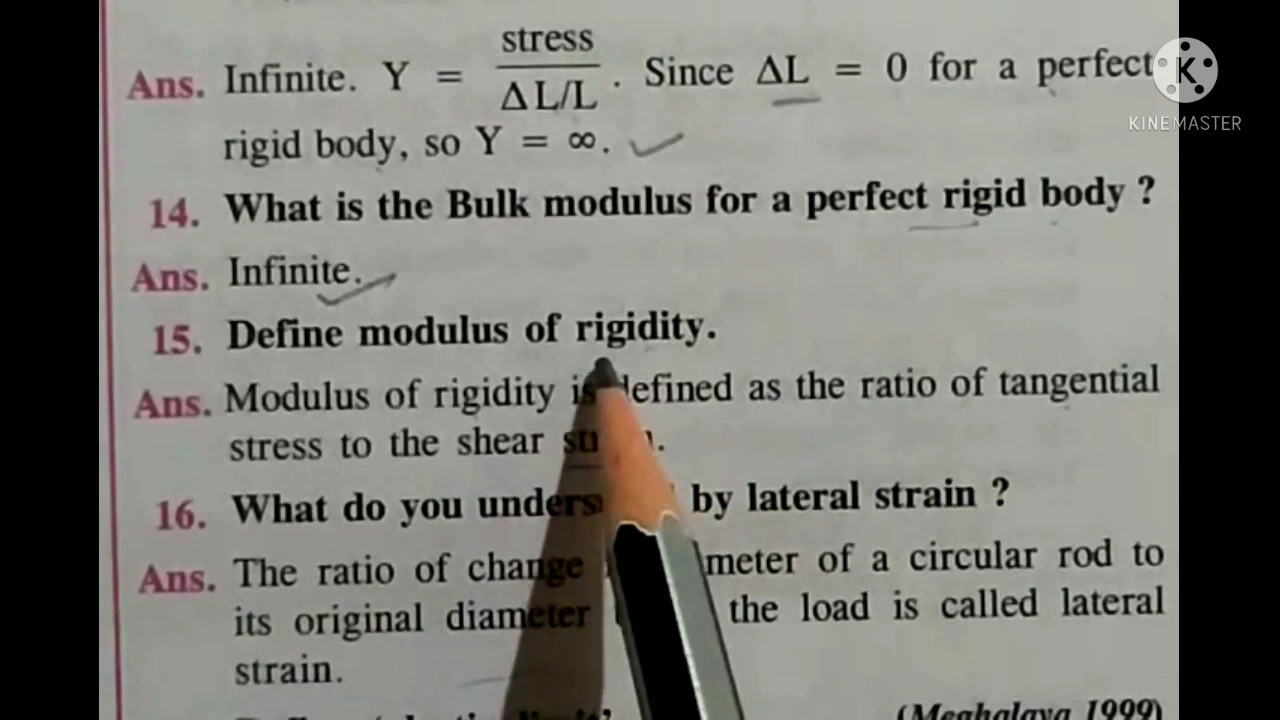 stress
Ans. Infinite. Y = ΔL/L . Since ΔL = 0 for a perfect
rigid body, so Y = ∞.
KINEMASTER
14. What is the Bulk modulus for a perfect rigid body ?
Ans. Infinite.
15. Define modulus of rigidity.
Ans. Modulus of rigidity is defined as the ratio of tangential
stress to the shear
16. What do you by lateral strain ?
Ans. The ratio of change of a circular rod to
its original diameter the load is called lateral
strain.
(Meghalaya 1999)